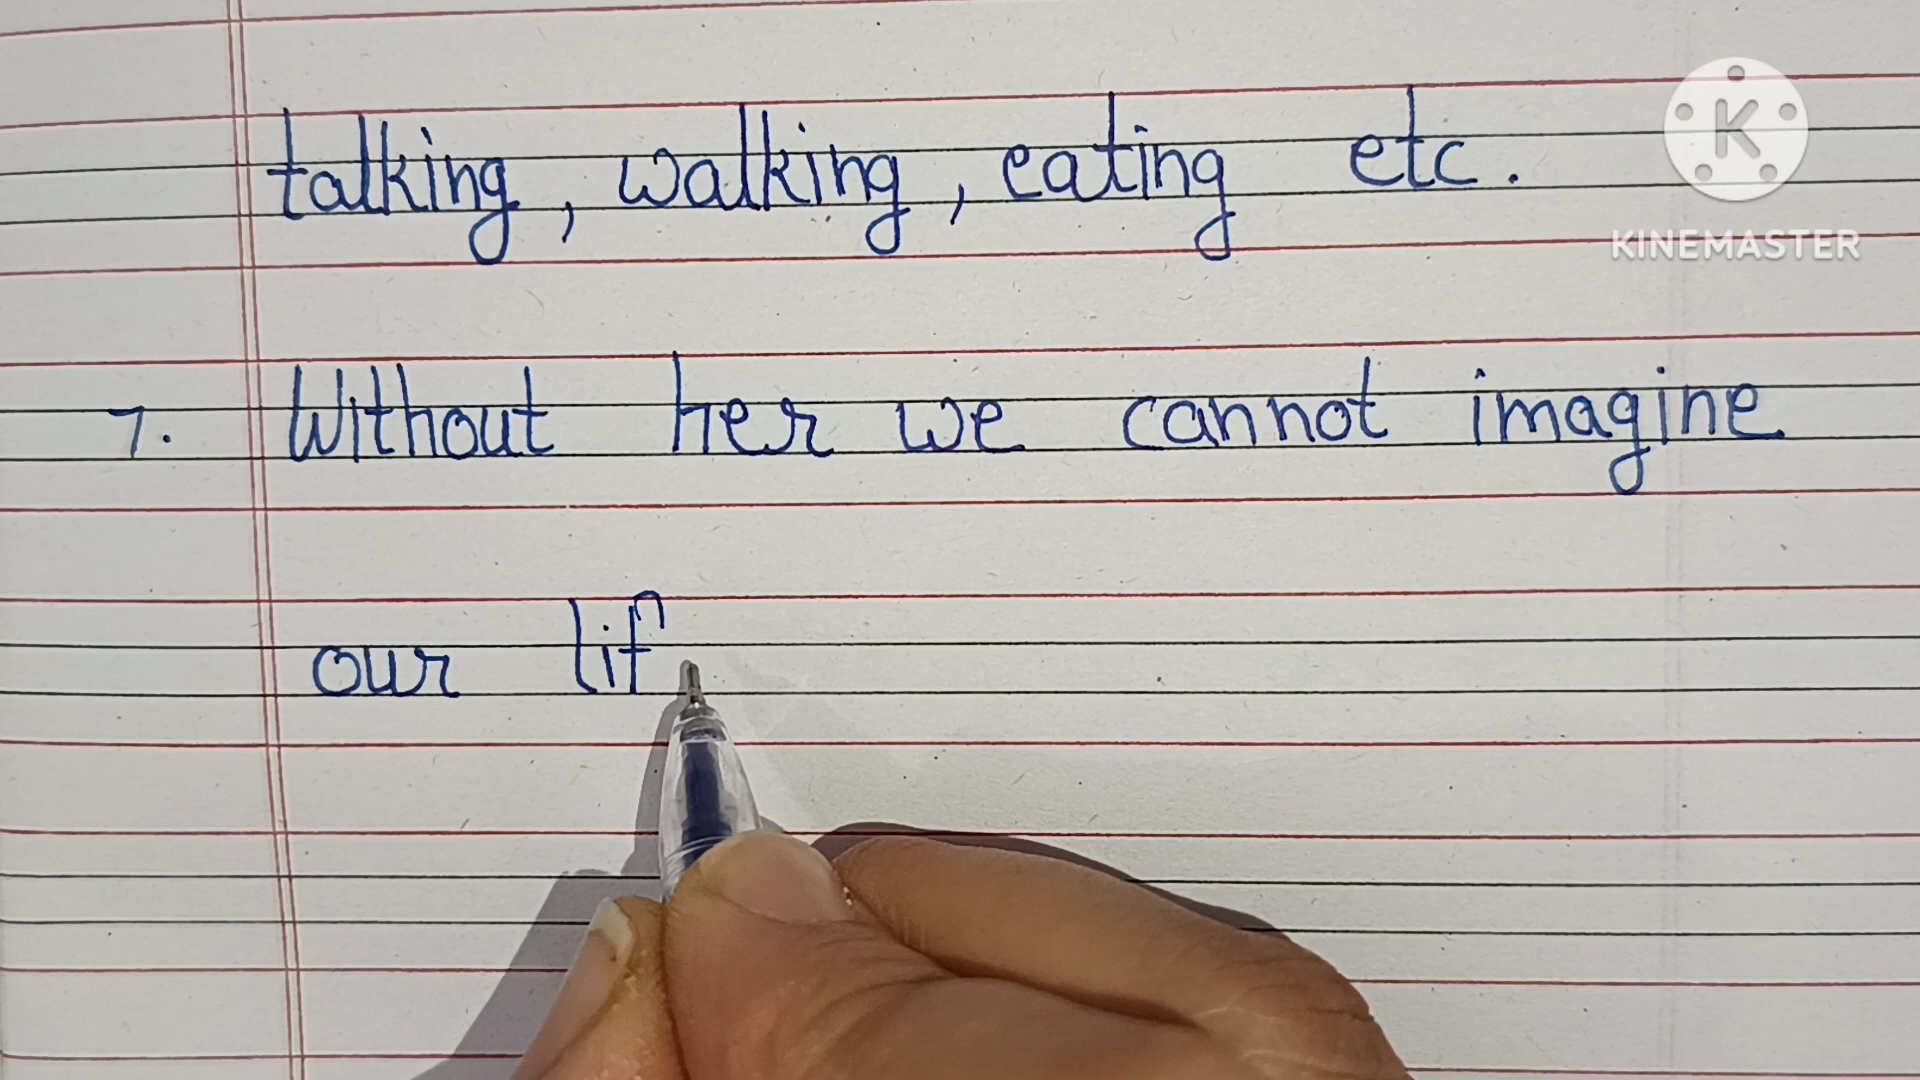 talking, walking, eating etc.
7. Without her we cannot imagine
our lif
K
KINEMASTER